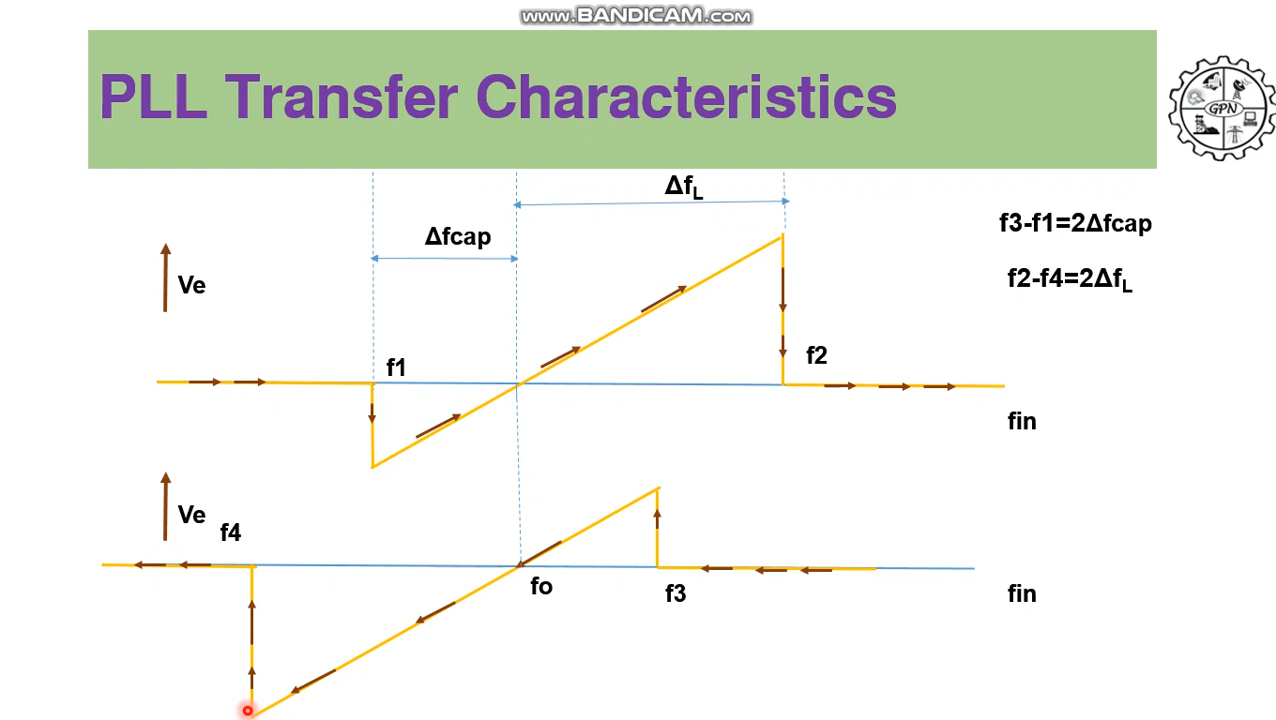 www.BANDICAM.com
PLL Transfer Characteristics
GPN
ΔfL
Δfcap
f3-f1=2Δfcap
Ve
f2-f4=2ΔfL
f1
f2
fin
Ve
f4
fo
f3
fin